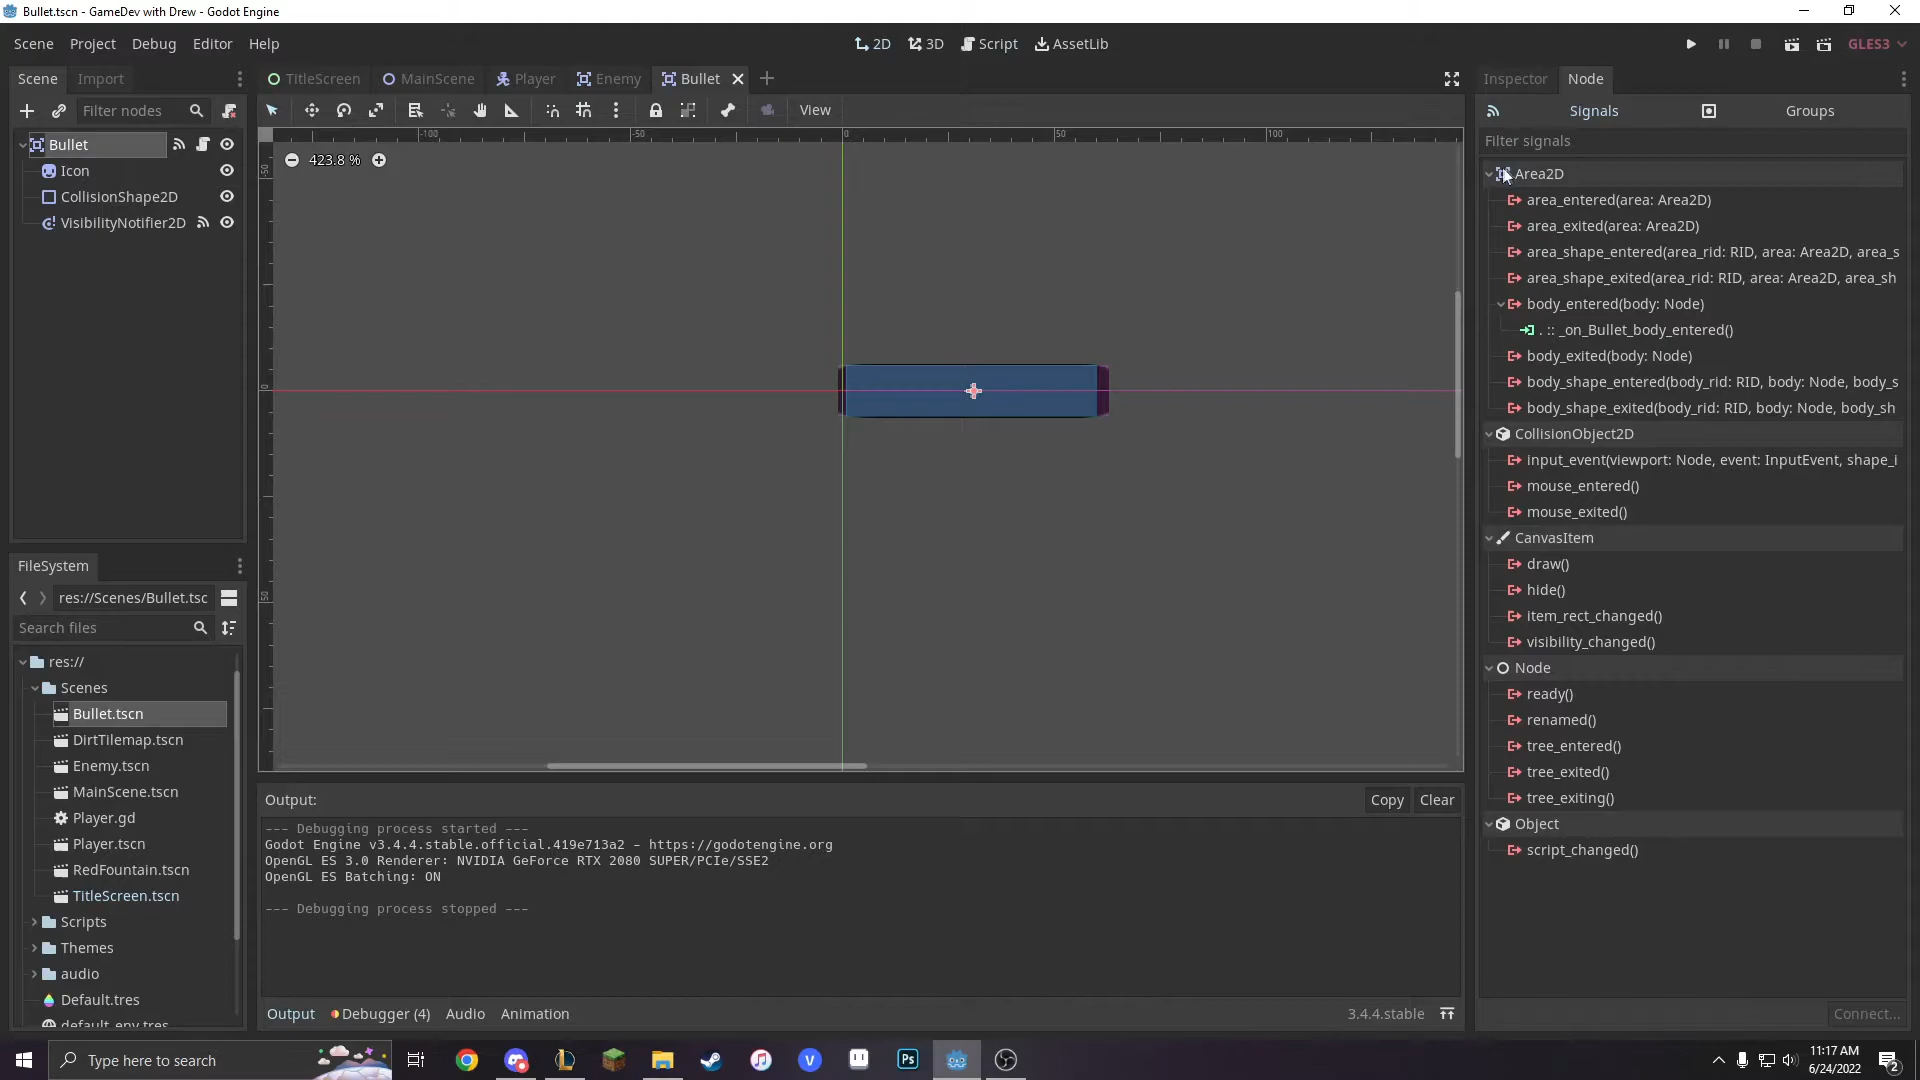 Bullet.tscn - GameDev with Drew - Godot Engine
Scene Project Debug Editor Help
2D 3D Script AssetLib
GLES3
Scene Import
TitleScreen MainScene Player Enemy Bullet
Inspector Node
Filter nodes
View
Signals Groups
Filter signals
Bullet
Icon
CollisionShape2D
VisibilityNotifier2D
-100 -50 0 50 100
-50
0
50
423.8 %
Area2D
area_entered(area: Area2D)
area_exited(area: Area2D)
area_shape_entered(area_rid: RID, area: Area2D, area_s
area_shape_exited(area_rid: RID, area: Area2D, area_sh
body_entered(body: Node)
. :: _on_Bullet_body_entered()
body_exited(body: Node)
body_shape_entered(body_rid: RID, body: Node, body_s
body_shape_exited(body_rid: RID, body: Node, body_sh
CollisionObject2D
input_event(viewport: Node, event: InputEvent, shape_i
mouse_entered()
mouse_exited()
CanvasItem
draw()
hide()
item_rect_changed()
visibility_changed()
Node
ready()
renamed()
tree_entered()
tree_exited()
tree_exiting()
Object
script_changed()
Connect...
FileSystem
res://Scenes/Bullet.tsc
Search files
res://
Scenes
Bullet.tscn
DirtTilemap.tscn
Enemy.tscn
MainScene.tscn
Player.gd
Player.tscn
RedFountain.tscn
TitleScreen.tscn
Scripts
Themes
audio
Default.tres
default_env.tres
Output:
Copy Clear
--- Debugging process started ---
Godot Engine v3.4.4.stable.official.419e713a2 - https://godotengine.org
OpenGL ES 3.0 Renderer: NVIDIA GeForce RTX 2080 SUPER/PCIe/SSE2
OpenGL ES Batching: ON
--- Debugging process stopped ---
Output Debugger (4) Audio Animation
3.4.4.stable
Type here to search
Ps
11:17 AM
6/24/2022
2